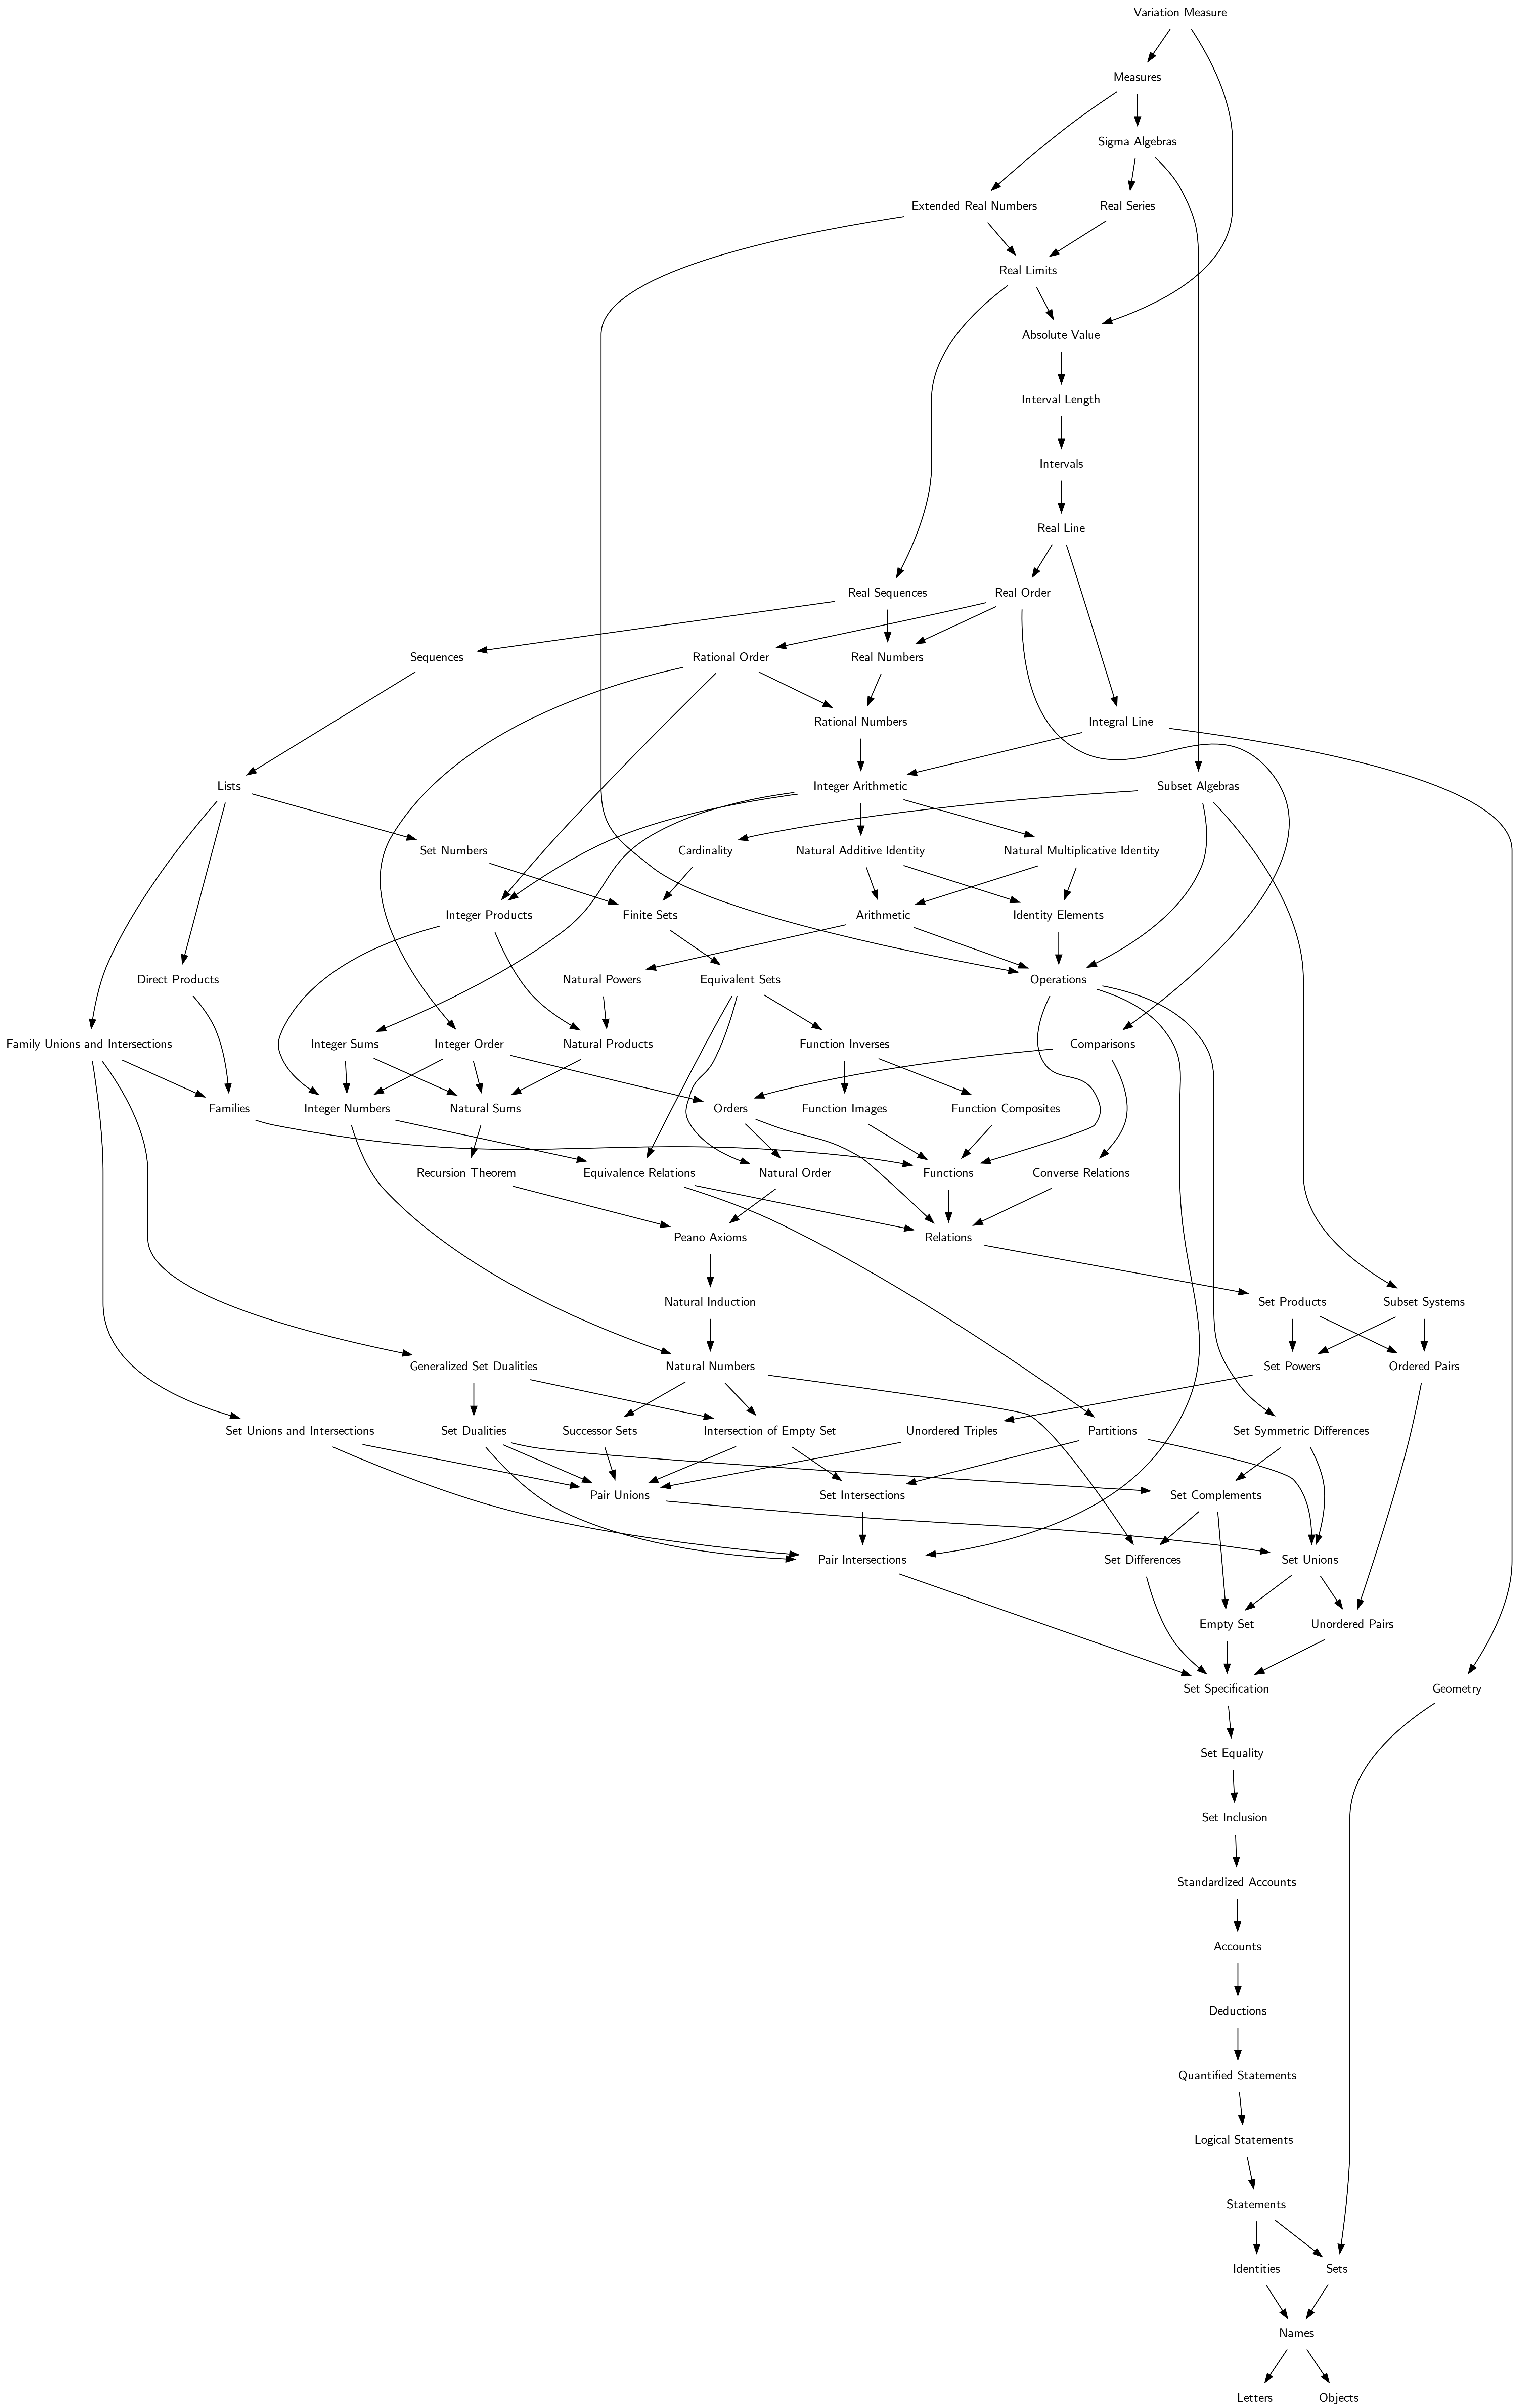 Variation Measure
Measures
Sigma Algebras
Extended Real Numbers
Real Series
Real Limits
Absolute Value
Interval Length
Intervals
Real Line
Real Sequences
Real Order
Sequences
Rational Order
Real Numbers
Rational Numbers
Integral Line
Lists
Integer Arithmetic
Subset Algebras
Set Numbers
Cardinality
Natural Additive Identity
Natural Multiplicative Identity
Integer Products
Finite Sets
Arithmetic
Identity Elements
Direct Products
Natural Powers
Equivalent Sets
Operations
Family Unions and Intersections
Integer Sums
Integer Order
Natural Products
Function Inverses
Comparisons
Families
Integer Numbers
Natural Sums
Orders
Function Images
Function Composites
Recursion Theorem
Equivalence Relations
Natural Order
Functions
Converse Relations
Peano Axioms
Relations
Natural Induction
Set Products
Subset Systems
Generalized Set Dualities
Natural Numbers
Set Powers
Ordered Pairs
Set Unions and Intersections
Set Dualities
Successor Sets
Intersection of Empty Set
Unordered Triples
Partitions
Set Symmetric Differences
Pair Unions
Set Intersections
Set Complements
Pair Intersections
Set Differences
Set Unions
Empty Set
Unordered Pairs
Set Specification
Geometry
Set Equality
Set Inclusion
Standardized Accounts
Accounts
Deductions
Quantified Statements
Logical Statements
Statements
Identities
Sets
Names
Letters
Objects